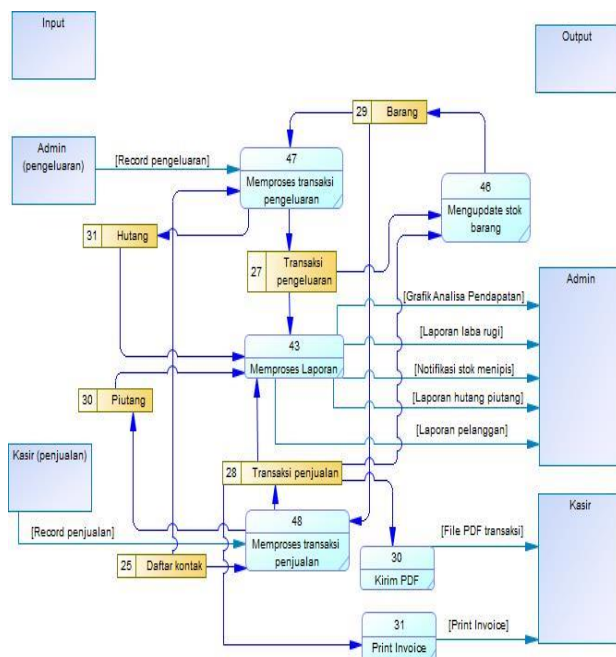 Input
Output
29 Barang
Admin
(pengeluaran)
[Record pengeluaran]
47
Memproses transaksi
pengeluaran
46
Mengupdate stok
barang
31 Hutang
27 Transaksi
pengeluaran
[Grafik Analisa Pendapatan]
Admin
[Laporan laba rugi]
43
Memproses Laporan
[Notifikasi stok menipis]
30 Piutang
[Laporan hutang piutang]
[Laporan pelanggan]
Kasir (penjualan)
28 Transaksi penjualan
Kasir
[Record penjualan]
48
Memproses transaksi
penjualan
[File PDF transaksi]
30
Kirim PDF
25 Daftar kontak
31
Print Invoice
[Print Invoice]